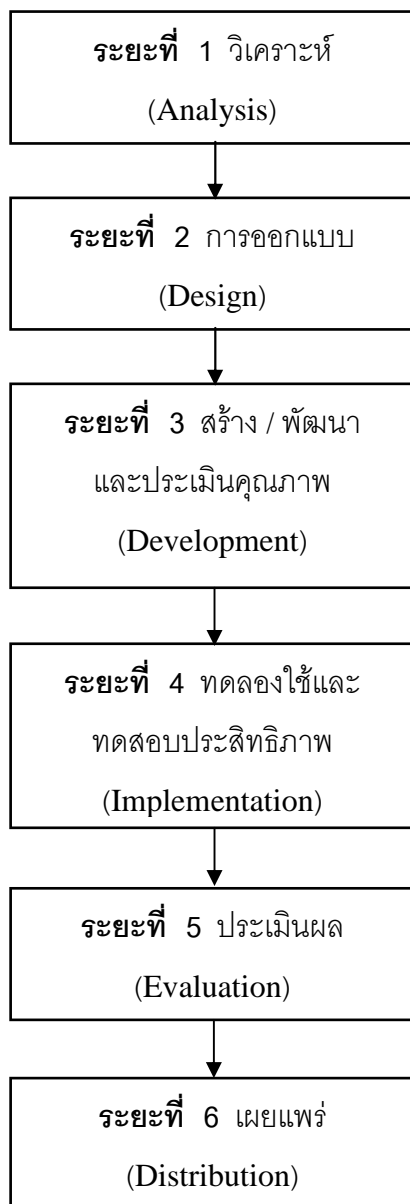 ระยะที่ 1 วิเคราะห์
(Analysis)
ระยะที่ 2 การออกแบบ
(Design)
ระยะที่ 3 สร้าง / พัฒนา
และประเมินคุณภาพ
(Development)
ระยะที่ 4 ทดลองใช้และ
ทดสอบประสิทธิภาพ
(Implementation)
ระยะที่ 5 ประเมินผล
(Evaluation)
ระยะที่ 6 เผยแพร่
(Distribution)